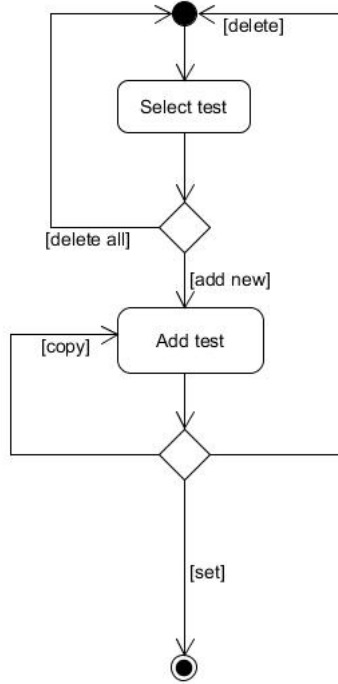 [delete]
Select test
[delete all]
[add new]
[copy]
Add test
[set]